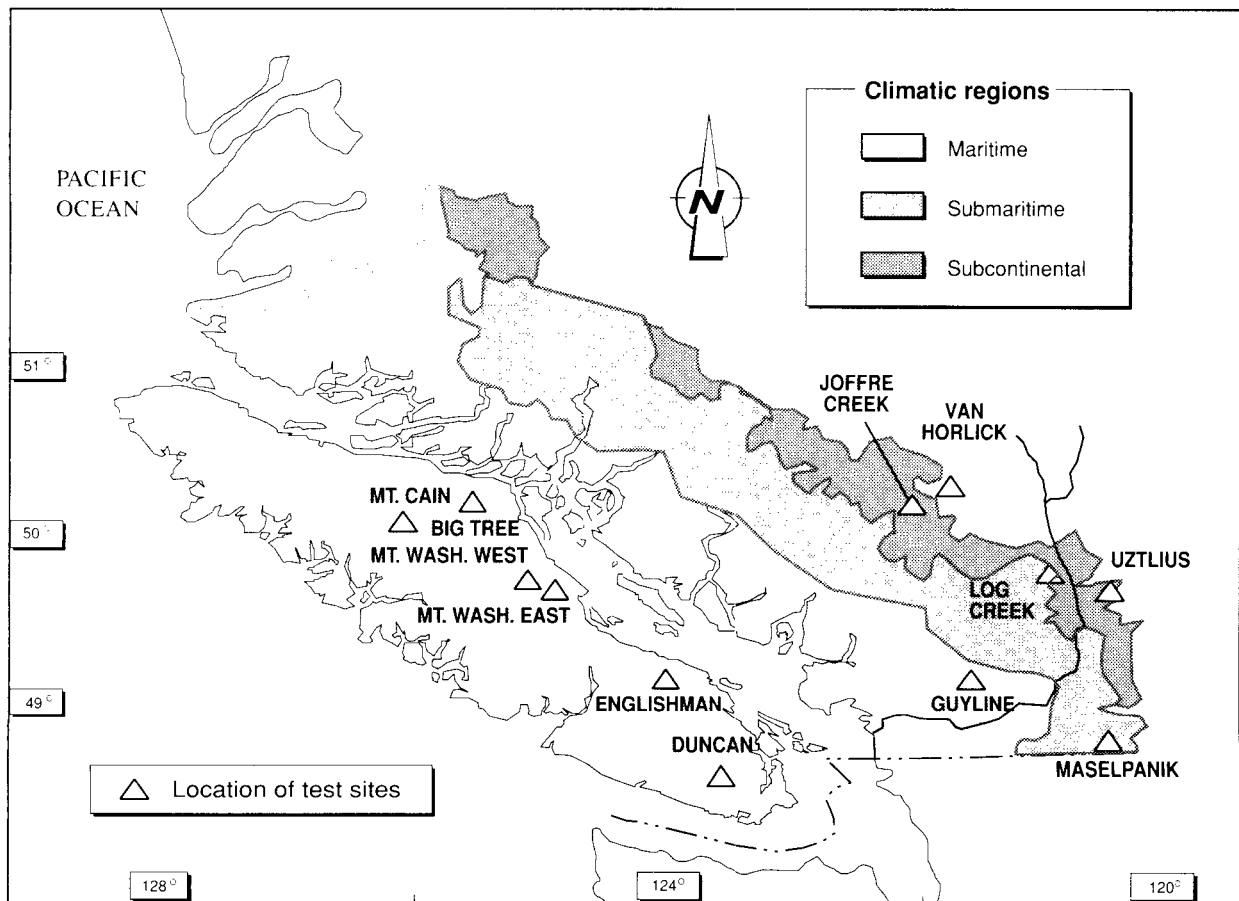 Climatic regions
Maritime
Submaritime
Subcontinental
N
PACIFIC
OCEAN
51°
50°
49°
JOFFRE
CREEK
VAN
HORLICK
MT. CAIN
BIG TREE
MT. WASH. WEST
MT. WASH. EAST
UZTLIUS
LOG
CREEK
ENGLISHMAN
GUYLINE
DUNCAN
MASELPANIK
Location of test sites
128°
124°
120°